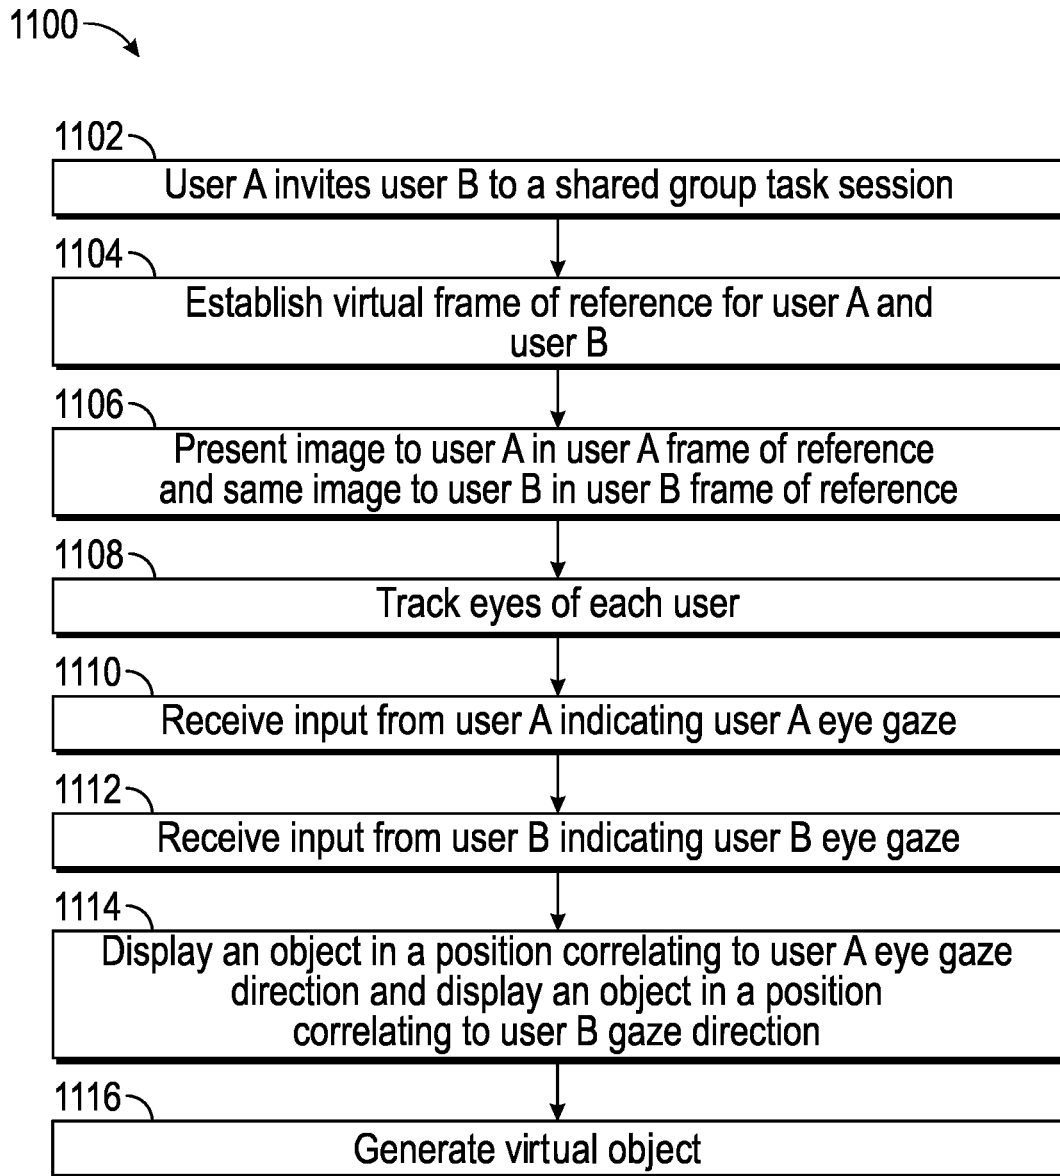 1100
1102
User A invites user B to a shared group task session
1104
Establish virtual frame of reference for user A and
user B
1106
Present image to user A in user A frame of reference
and same image to user B in user B frame of reference
1108
Track eyes of each user
1110
Receive input from user A indicating user A eye gaze
1112
Receive input from user B indicating user B eye gaze
1114
Display an object in a position correlating to user A eye gaze
direction and display an object in a position
correlating to user B gaze direction
1116
Generate virtual object